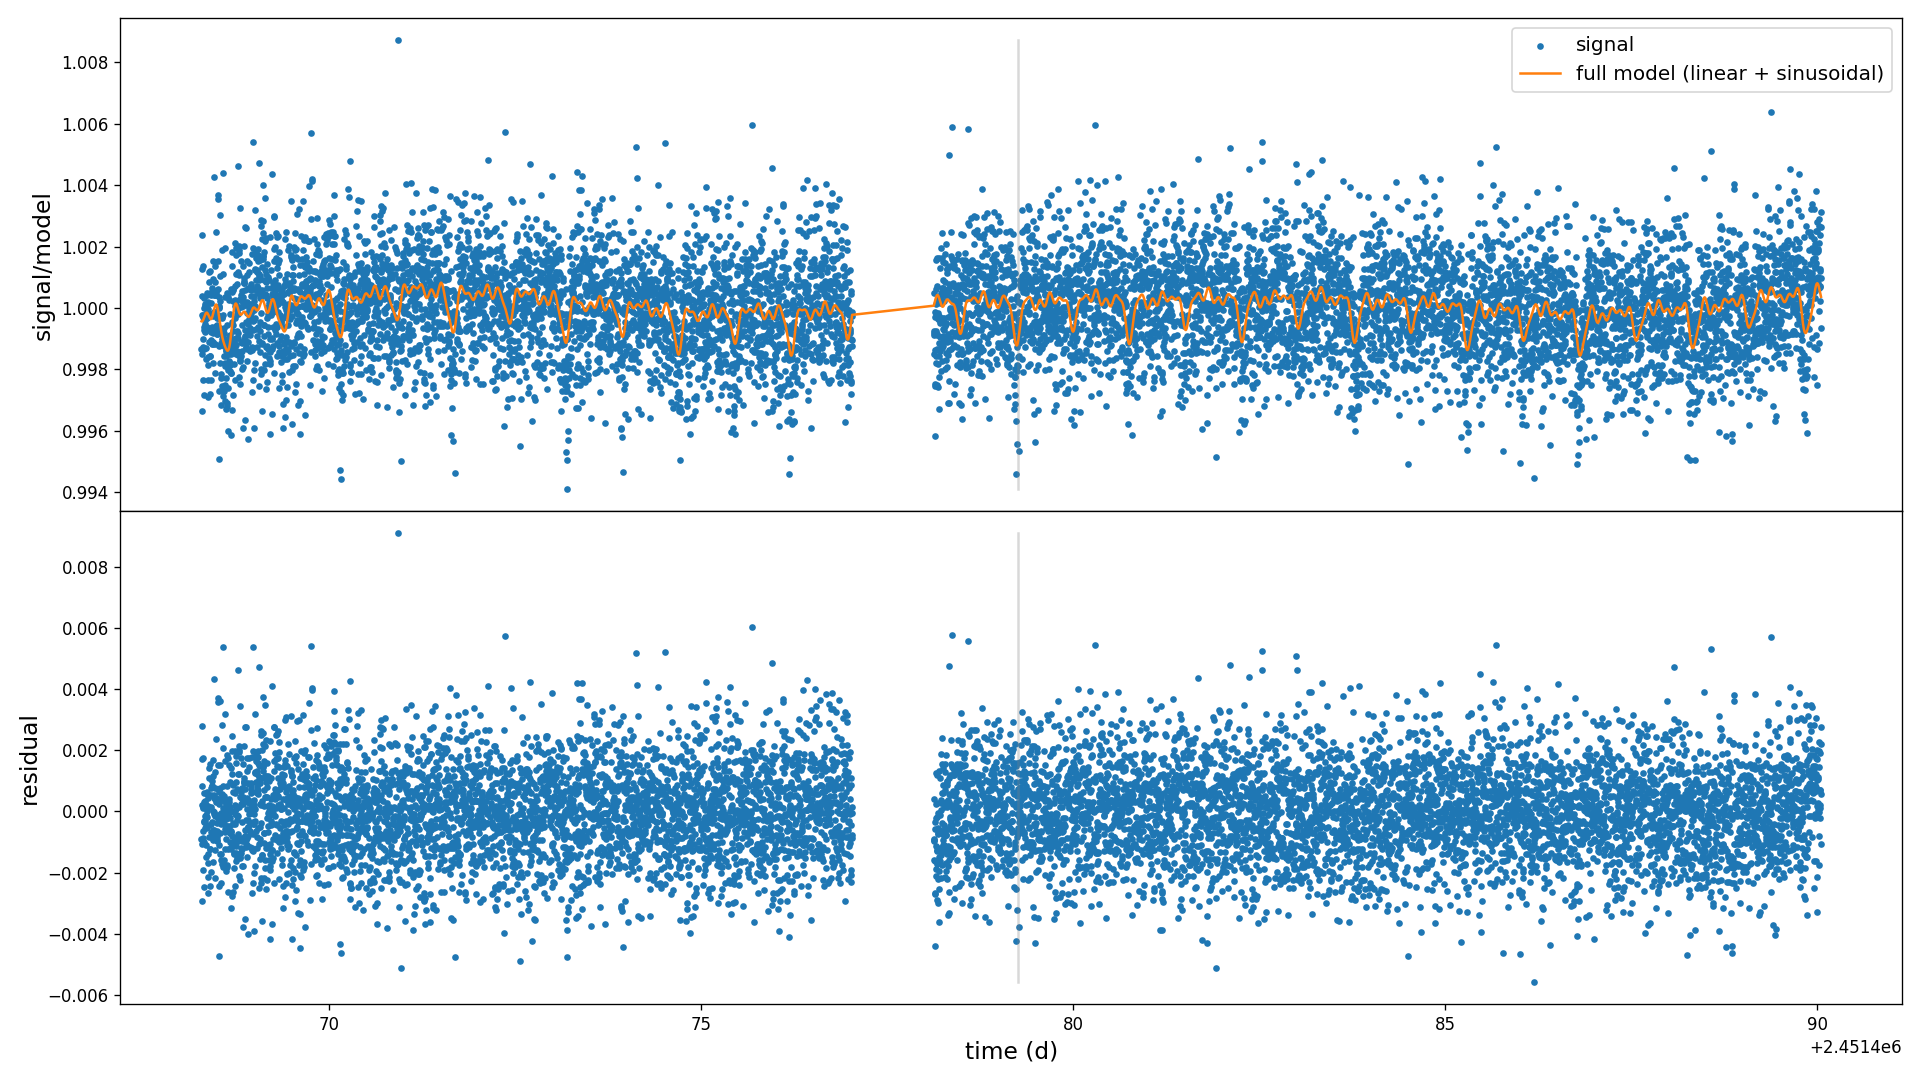 signal
full model (linear + sinusoidal)
signal/model
1.008
1.006
1.004
1.002
1.000
0.998
0.996
0.994
residual
0.008
0.006
0.004
0.002
0.000
−0.002
−0.004
−0.006
70 75 80 85 90
time (d)
+2.4514e6